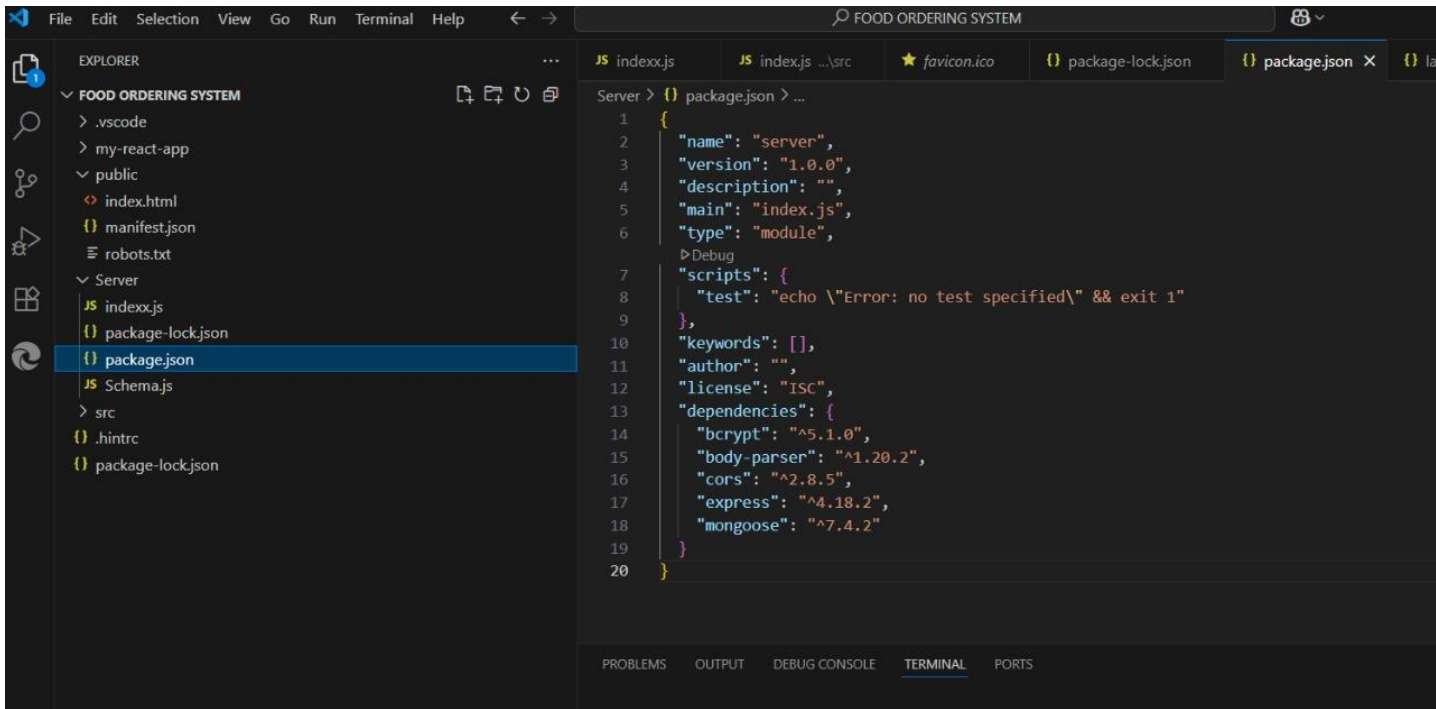 File Edit Selection View Go Run Terminal Help
FOOD ORDERING SYSTEM
EXPLORER
1
FOOD ORDERING SYSTEM
.vscode
my-react-app
public
index.html
manifest.json
robots.txt
Server
indexx.js
package-lock.json
package.json
Schema.js
src
.hintrc
package-lock.json
JS indexx.js JS index.js ...\src favicon.ico {} package-lock.json {} package.json {} la
Server > {} package.json > ...
1 {
2 "name": "server",
3 "version": "1.0.0",
4 "description": "",
5 "main": "index.js",
6 "type": "module",
Debug
7 "scripts": {
8 "test": "echo \"Error: no test specified\" && exit 1"
9 },
10 "keywords": [],
11 "author": "",
12 "license": "ISC",
13 "dependencies": {
14 "bcrypt": "^5.1.0",
15 "body-parser": "^1.20.2",
16 "cors": "^2.8.5",
17 "express": "^4.18.2",
18 "mongoose": "^7.4.2"
19 }
20 }
PROBLEMS OUTPUT DEBUG CONSOLE TERMINAL PORTS